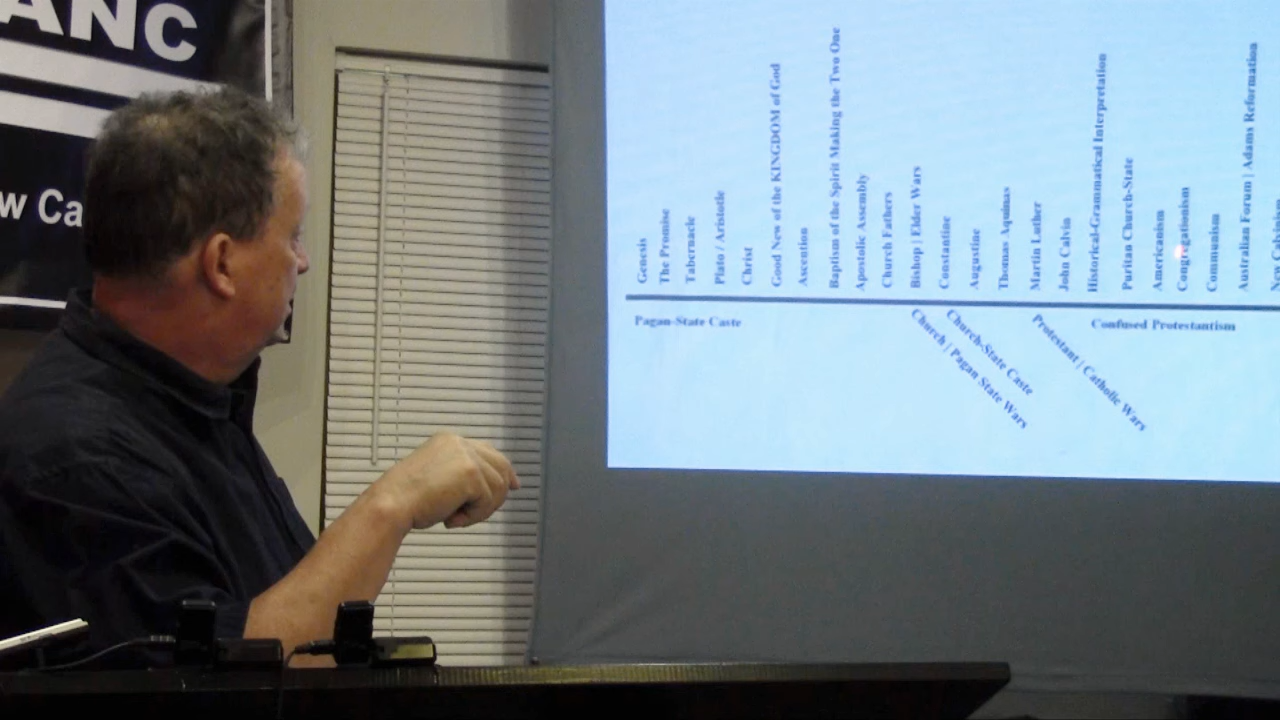 ANC
w Ca
Genesis
The Promise
Tabernacle
Plato / Aristotle
Christ
Good New of the KINGDOM of God
Ascention
Baptism of the Spirit Making the Two One
Apostolic Assembly
Church Fathers
Bishop | Elder Wars
Constantine
Augustine
Thomas Aquinas
Martin Luther
John Calvin
Historical-Grammatical Interpretation
Puritan Church-State
Americanism
Congregationism
Communism
Australian Forum | Adams Reformation
New Calvinism
Pagan-State Caste
Church | Pagan State Wars
Church-State Caste
Protestant | Catholic Wars
Confused Protestantism